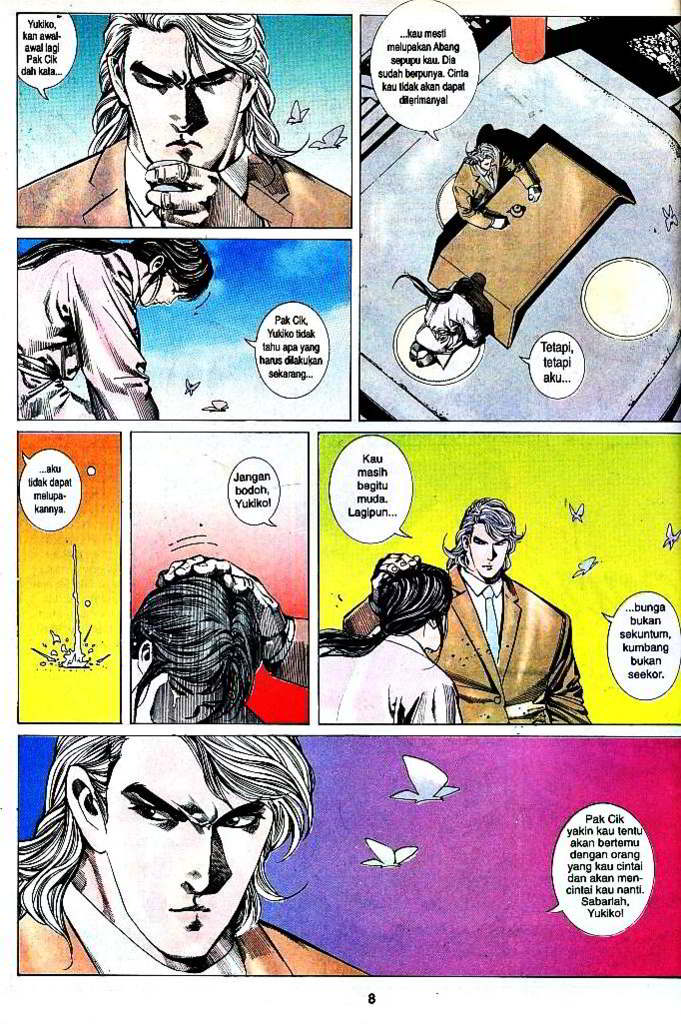 Yukiko,
kan awal-
awal lagi
Pak Cik
dah kata...
...kau mesti
melupakan Abang
sepupu kau. Dia
sudah berpunya. Cinta
kau tidak akan dapat
diterimanya!
Pak Cik,
Yukiko tidak
tahu apa yang
harus dilakukan
sekarang...
Tetapi,
tetapi
aku...
...aku
tidak dapat
melupa-
kannya.
Jangan
bodoh,
Yukiko!
Kau
masih
begitu
muda.
Lagipun...
...bunga
bukan
sekuntum,
kumbang
bukan
seekor.
Pak Cik
yakin kau tentu
akan bertemu
dengan orang
yang kau cintai
dan akan men-
cintai kau nanti.
Sabarlah,
Yukiko!
8